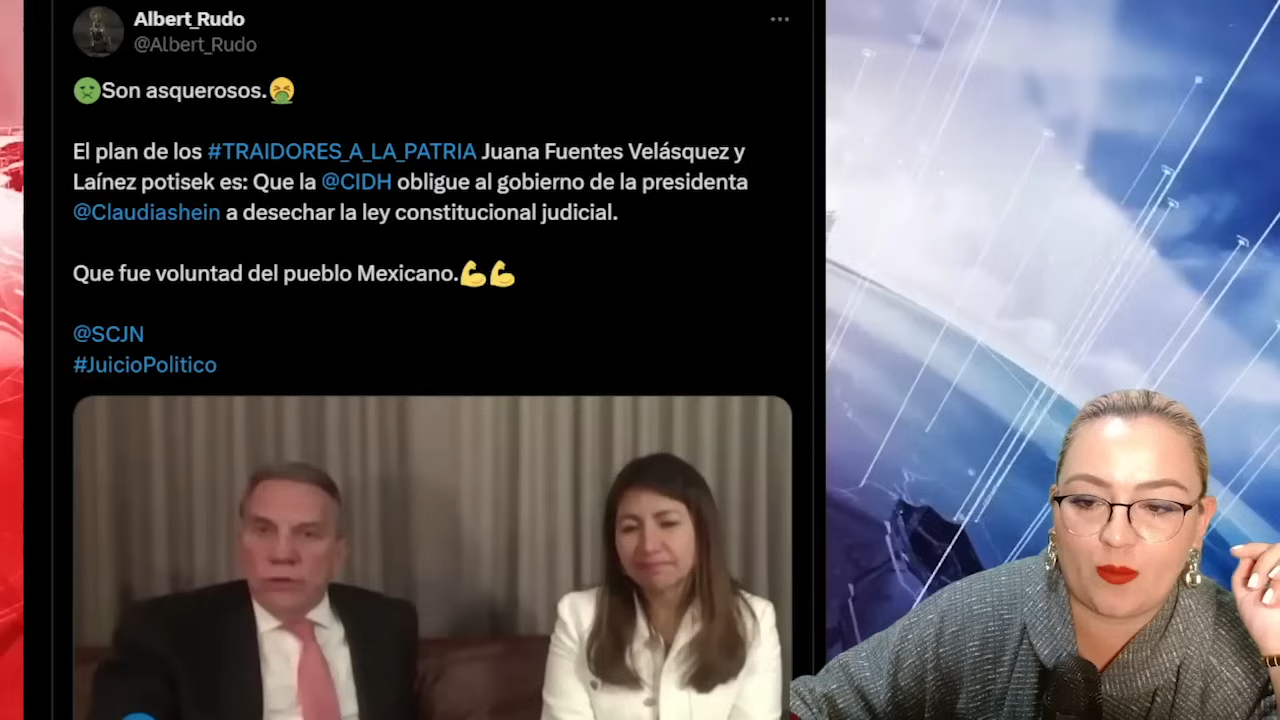 Albert_Rudo
@Albert_Rudo
Son asquerosos.
El plan de los #TRAIDORES_A_LA_PATRIA Juana Fuentes Velásquez y
Laínez potisek es: Que la @CIDH obligue al gobierno de la presidenta
@Claudiashein a desechar la ley constitucional judicial.
Que fue voluntad del pueblo Mexicano.
@SCJN
#JuicioPolitico